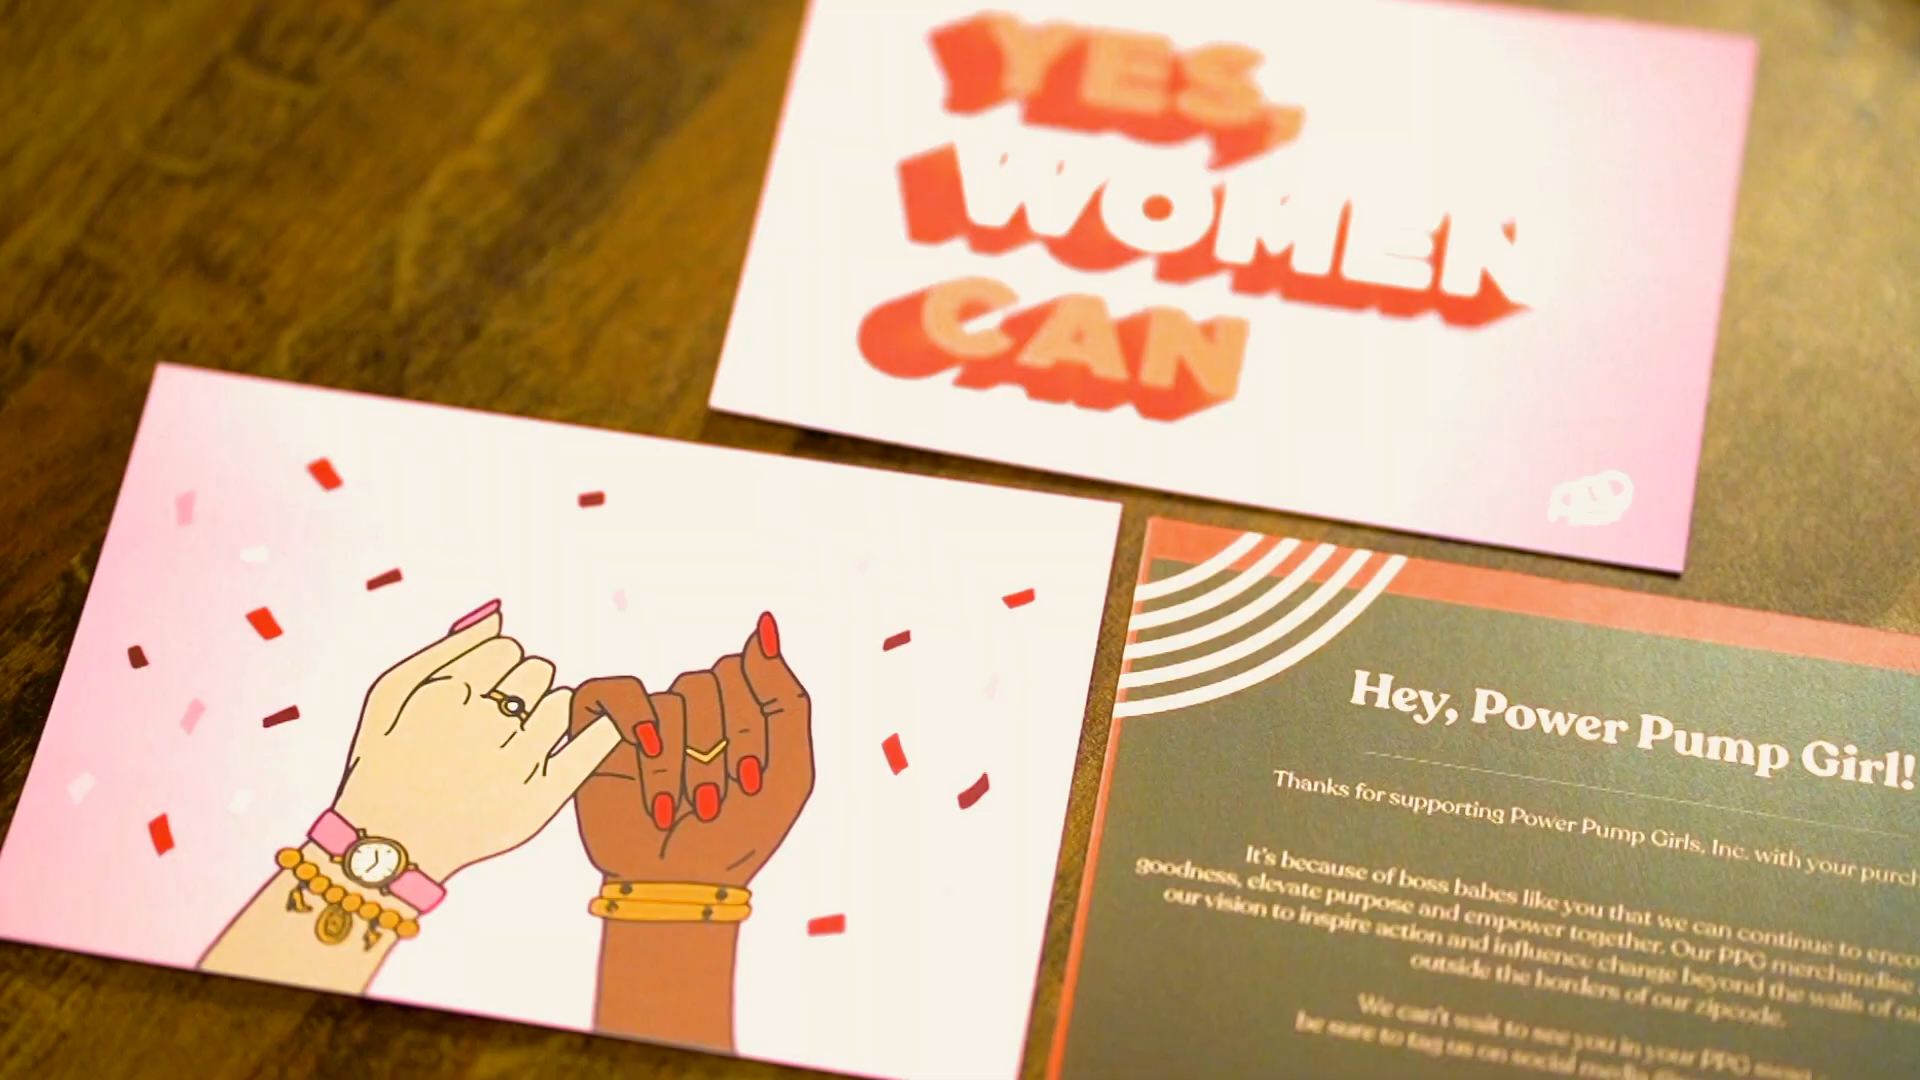 YES,
WOMEN
CAN
Hey, Power Pump Girl!
Thanks for supporting Power Pump Girls, Inc. with your purch
It's because of boss babes like you that we can continue to enco
goodness, elevate purpose and empower together. Our PPG merchandise
our vision to inspire action and influence change beyond the walls of ou
outside the borders of our zipcode.
We can't wait to see you in your PPG
be sure to tag us on social media